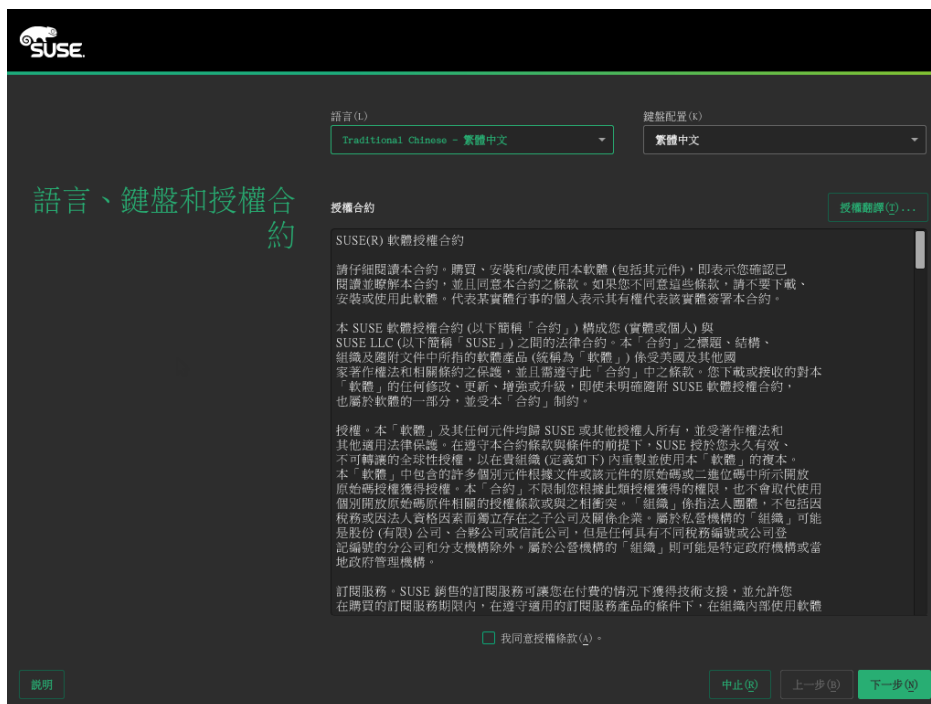 SUSE.
語言(L)
鍵盤配置(K)
Traditional Chinese - 繁體中文
繁體中文
語言、鍵盤和授權合
約
授權合約
授權翻譯(T)...
SUSE(R) 軟體授權合約
請仔細閱讀本合約。購買、安裝和/或使用本軟體 (包括其元件)，即表示您確認已
閱讀並瞭解本合約，並且同意本合約之條款。如果您不同意這些條款，請不要下載、
安裝或使用此軟體。代表某實體行事的個人表示其有權代表該實體簽署本合約。
本 SUSE 軟體授權合約 (以下簡稱「合約」) 構成您 (實體或個人) 與
SUSE LLC (以下簡稱「SUSE」) 之間的法律合約。本「合約」之標題、結構、
組織及隨附文件中所指的軟體產品 (統稱為「軟體」) 係受美國及其他國
家著作權法和相關條約之保護，並且需遵守此「合約」中之條款。您下載或接收的對本
「軟體」的任何修改、更新、增強或升級，即使未明確隨附 SUSE 軟體授權合約，
也屬於軟體的一部分，並受本「合約」制約。
授權。本「軟體」及其任何元件均歸 SUSE 或其他授權人所有，並受著作權法和
其他適用法律保護。在遵守本合約條款與條件的前提下，SUSE 授於您永久有效、
不可轉讓的全球性授權，以在貴組織 (定義如下) 內重製並使用本「軟體」的複本。
本「軟體」中包含的許多個別元件根據文件或該元件的原始碼或二進位碼中所示開放
原始碼授權獲得授權。本「合約」不限制您根據此類授權獲得的權限，也不會取代使用
個別開放原始碼原件相關的授權條款或與之相衝突。「組織」係指法人團體，不包括因
稅務或因法人資格因素而獨立存在之子公司及關係企業。屬於私營機構的「組織」可能
是股份 (有限) 公司、合夥公司或信託公司，但是任何具有不同稅務編號或公司登
記編號的分公司和分支機構除外。屬於公營機構的「組織」則可能是特定政府機構或當
地政府管理機構。
訂閱服務。SUSE 銷售的訂閱服務可讓您在付費的情況下獲得技術支援，並允許您
在購買的訂閱服務期限內，在遵守適用的訂閱服務產品的條件下，在組織內部使用軟體
我同意授權條款(A)。
說明
中止(R)
上一步(B)
下一步(N)